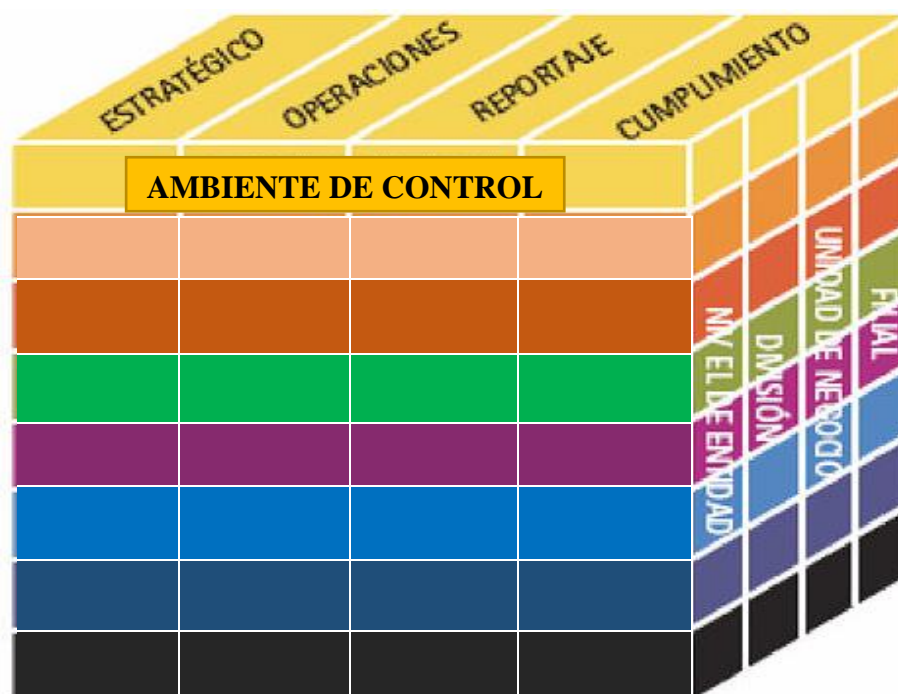 ESTRATÉGICO
OPERACIONES
REPORTAJE
CUMPLIMIENTO
AMBIENTE DE CONTROL
NIVEL DE ENTIDAD
DIVISIÓN
UNIDAD DE NEGOCIO
FILIAL